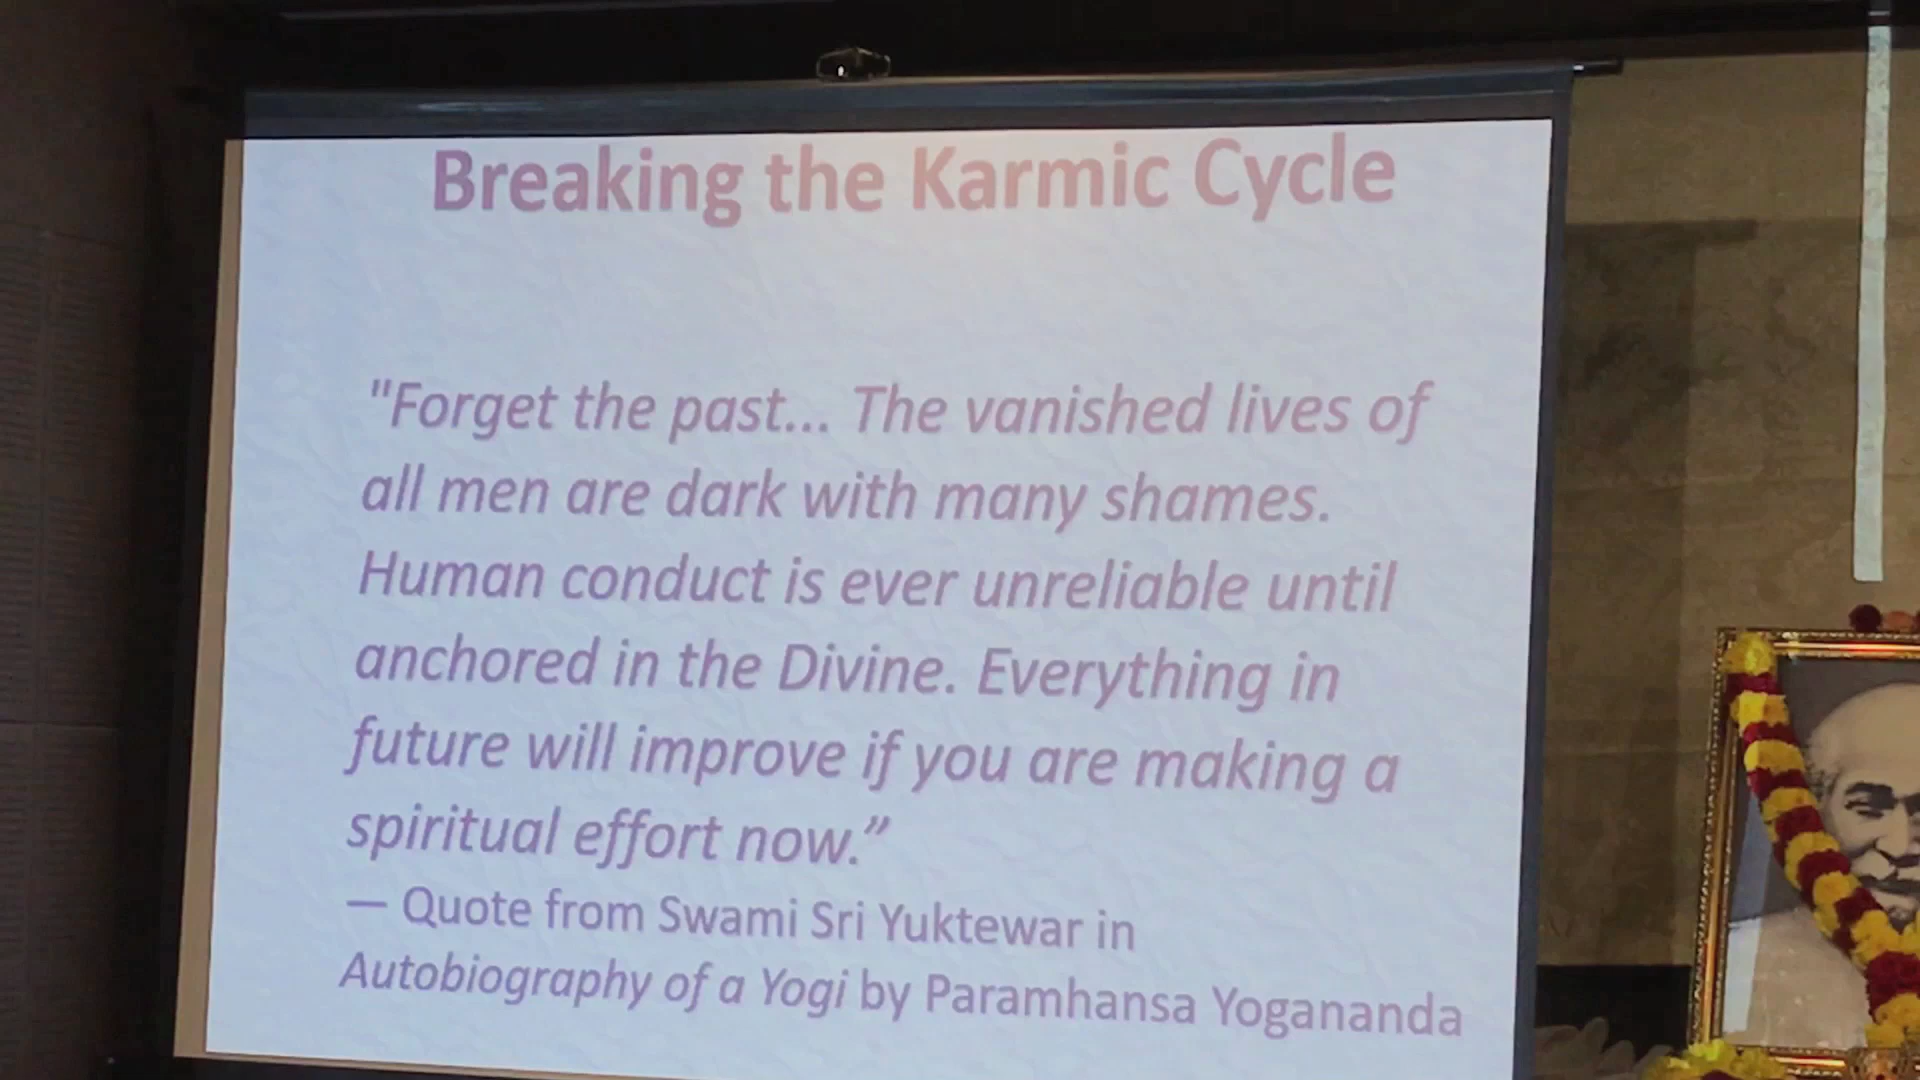 Breaking the Karmic Cycle
"Forget the past... The vanished lives of
all men are dark with many shames.
Human conduct is ever unreliable until
anchored in the Divine. Everything in
future will improve if you are making a
spiritual effort now.”
— Quote from Swami Sri Yuktewar in
Autobiography of a Yogi by Paramhansa Yogananda